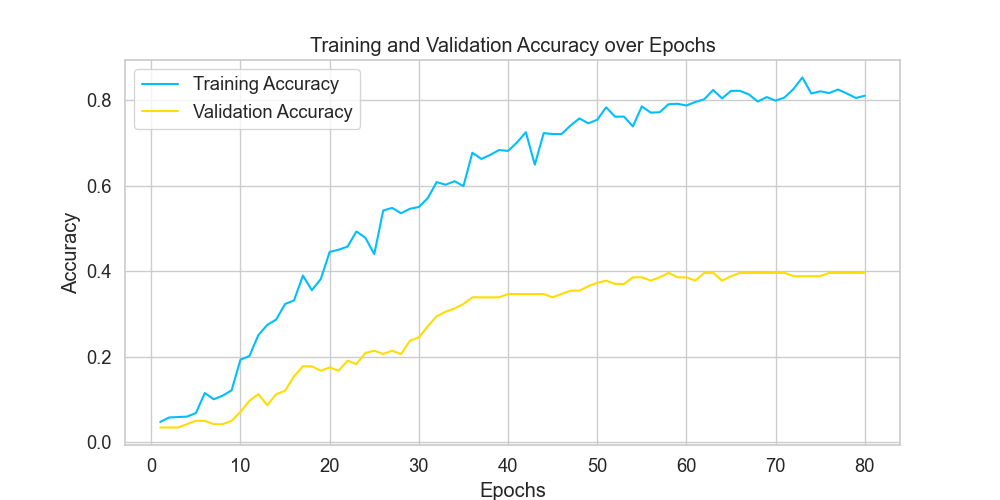 Training and Validation Accuracy over Epochs
Training Accuracy
Validation Accuracy
Accuracy
0.8
0.6
0.4
0.2
0.0
0 10 20 30 40 50 60 70 80
Epochs